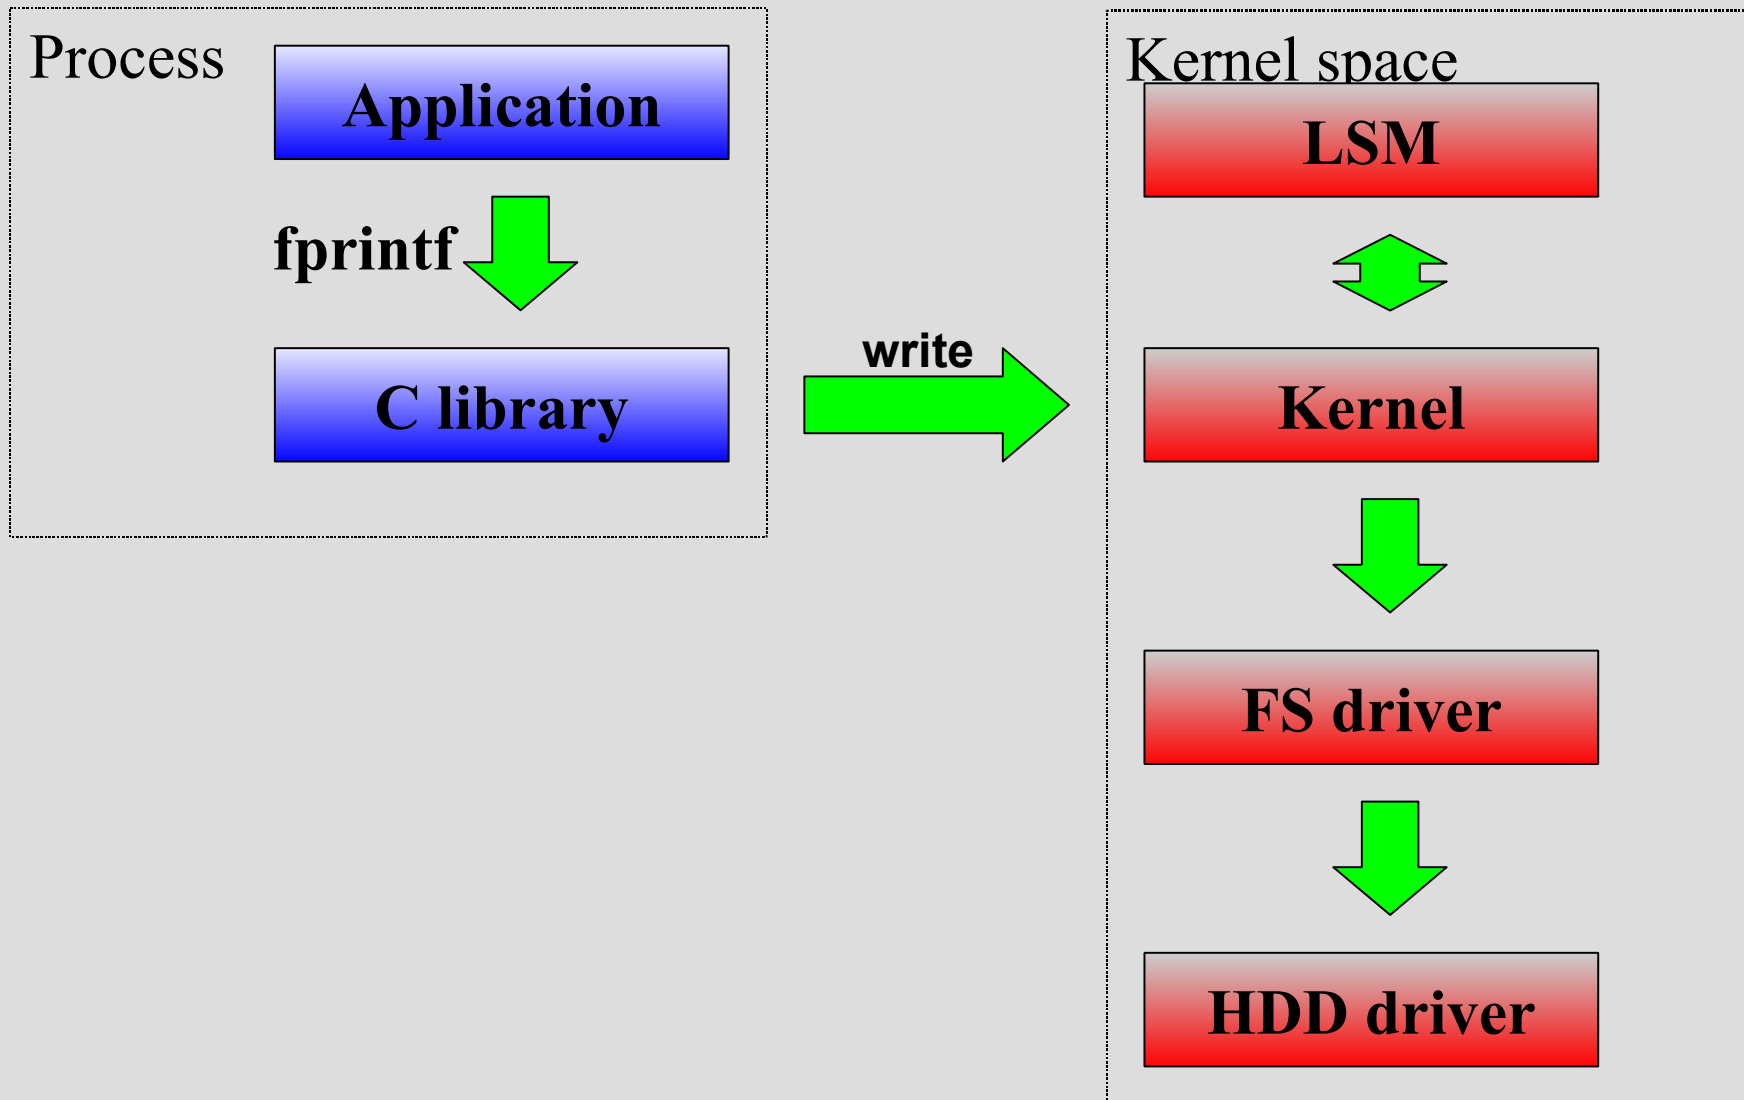 Process
Application
fprintf
C library
write
Kernel space
LSM
Kernel
FS driver
HDD driver